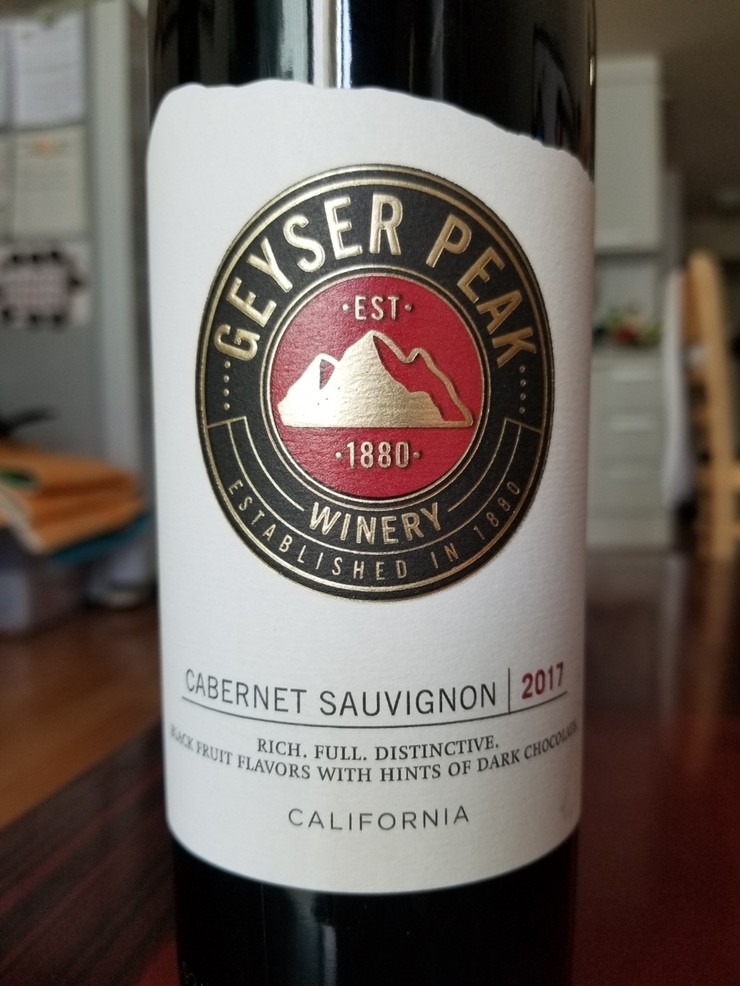 GEYSER PEAK
·EST·
·1880·
WINERY
ESTABLISHED IN 1880
CABERNET SAUVIGNON | 2017
RICH. FULL. DISTINCTIVE.
BLACK FRUIT FLAVORS WITH HINTS OF DARK CHOCOLATE
CALIFORNIA